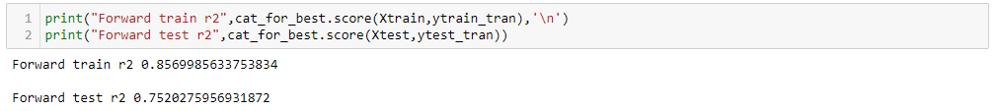 1 print("Forward train r2",cat_for_best.score(Xtrain,ytrain_tran),'\n')
2 print("Forward test r2",cat_for_best.score(Xtest,ytest_tran))
Forward train r2 0.8569985633753834
Forward test r2 0.7520275956931872